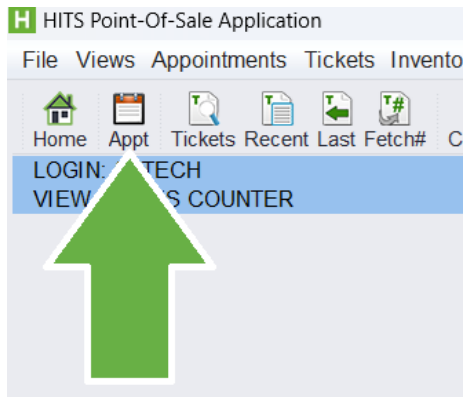 H HITS Point-Of-Sale Application
File Views Appointments Tickets Invento
Home Appt Tickets Recent Last Fetch# C
LOGIN: TECH
VIEW COUNTER